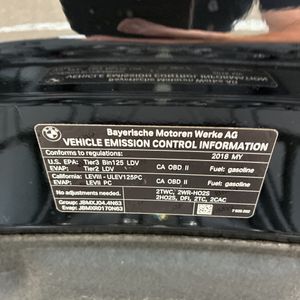 Bayerische Motoren Werke AG
VEHICLE EMISSION CONTROL INFORMATION
Conforms to regulations: 2018 MY
U.S. EPA: Tier3 Bin125 LDV Fuel: gasoline
EVAP: Tier2 LDV CA OBD II
California: LEVIII - ULEV125PC Fuel: gasoline
EVAP: LEVII PC CA OBD II
No adjustments needed. 2TWC, 2WR-HO2S
2HO2S, DFI, 2TC, 2CAC
Group: JBMXJ04.4N63
Evap: JBMXR0170N63